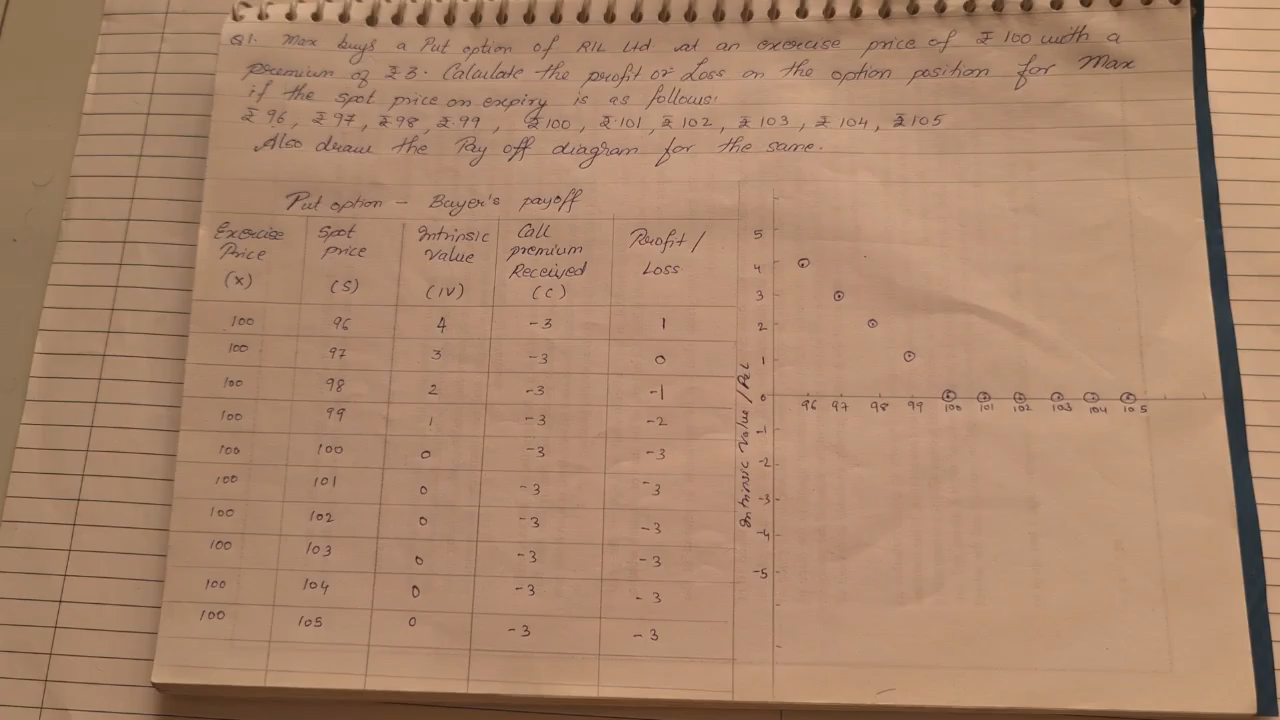 Q1. Max buys a Put option of RIL Ltd at an exercise price of ₹ 100 with a
premium of ₹ 3. Calculate the profit or Loss on the option position for Max
if the spot price on expiry is as follows:
₹ 96, ₹ 97, ₹ 98, ₹ 99, ₹ 100, ₹ 101, ₹ 102, ₹ 103, ₹ 104, ₹ 105
Also draw the Pay off diagram for the same.
Put option - Buyer's payoff
Exercise Price (X) Spot price (S) Intrinsic Value (IV) Call premium Received (C) Profit / Loss
100 96 4 -3 1
100 97 3 -3 0
100 98 2 -3 -1
100 99 1 -3 -2
100 100 0 -3 -3
100 101 0 -3 -3
100 102 0 -3 -3
100 103 0 -3 -3
100 104 0 -3 -3
100 105 0 -3 -3
Intrinsic Value / P&L
5
4
3
2
1
0
-1
-2
-3
-4
-5
96 97 98 99 100 101 102 103 104 105